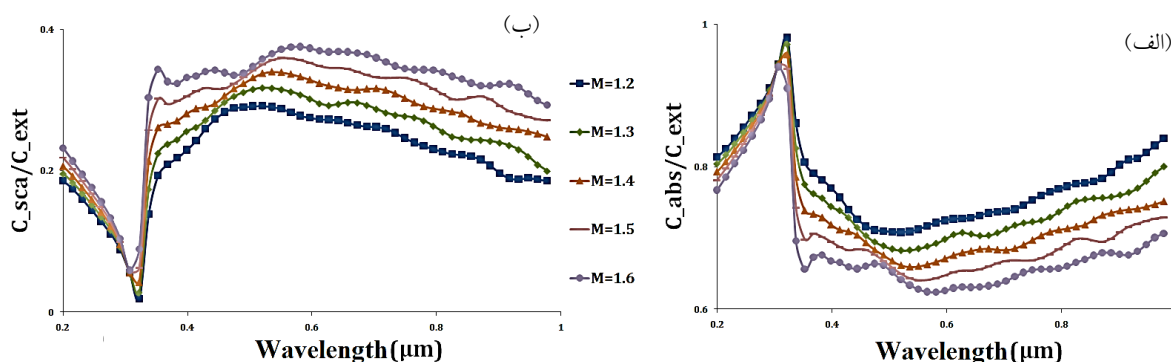 (ب)
C_sca/C_ext
0.4
0.2
0
0.2
0.4
0.6
0.8
1
Wavelength(μm)
M=1.2
M=1.3
M=1.4
M=1.5
M=1.6
(الف)
C_abs/C_ext
1
0.8
0.6
0.2
0.4
0.6
0.8
Wavelength(μm)